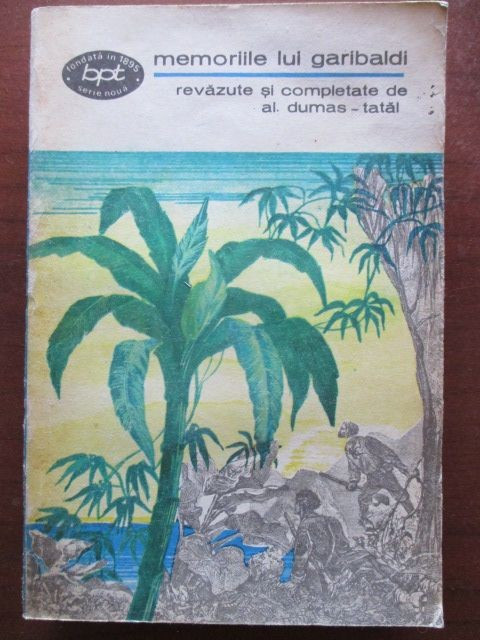 fondată în 1895
bpt
serie nouă
memoriile lui garibaldi
revăzute și completate de
al. dumas - tatăl